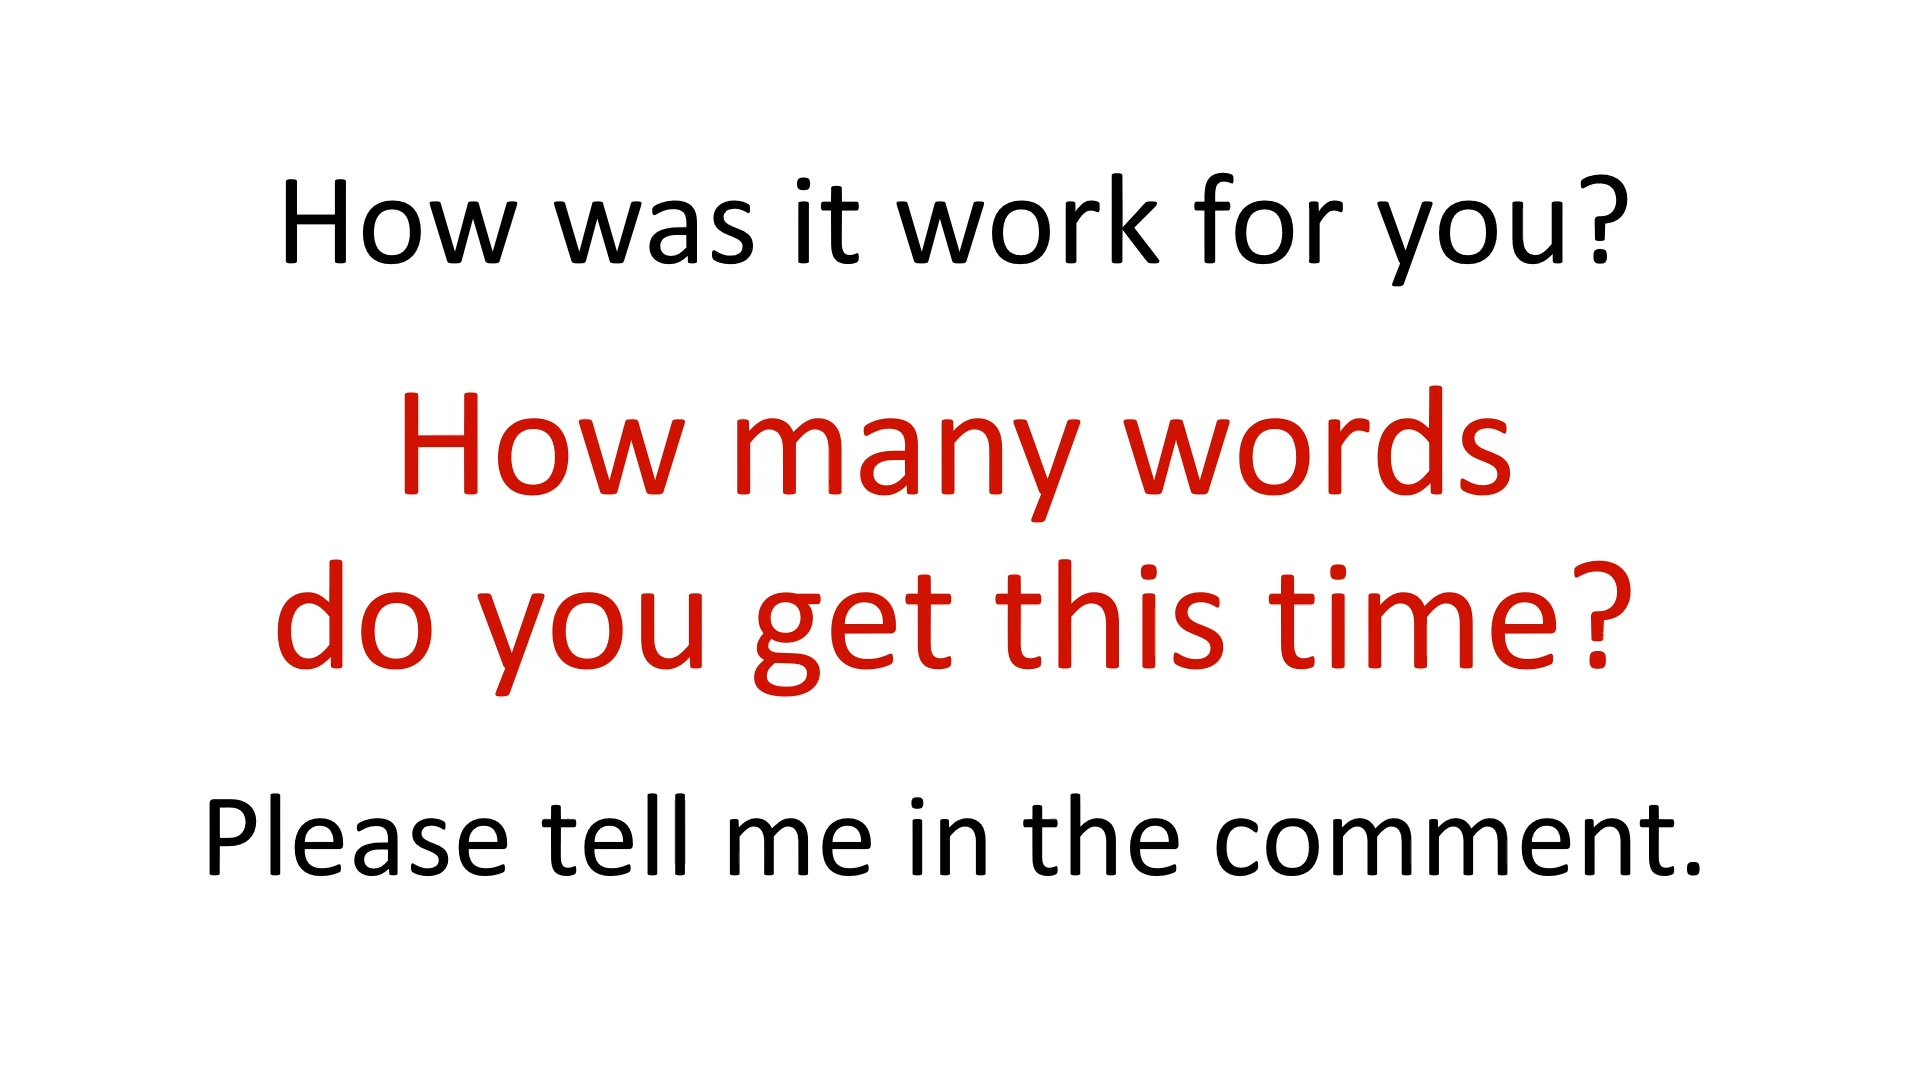 How was it work for you?
How many words
do you get this time?
Please tell me in the comment.